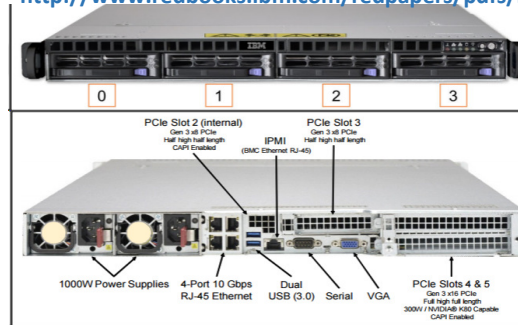 http://www.redbooks.ibm.com/redpapers/pdfs/
IBM
0 1 2 3
PCIe Slot 2 (internal)
Gen 3 x8 PCIe
Half high half length
CAPI Enabled
IPMI
(BMC Ethernet RJ-45)
PCIe Slot 3
Gen 3 x8 PCIe
Half high half length
1000W Power Supplies
4-Port 10 Gbps
RJ-45 Ethernet
Dual
USB (3.0)
Serial
VGA
PCIe Slots 4 & 5
Gen 3 x16 PCIe
Full high full length
300W / NVIDIA® K80 Capable
CAPI Enabled